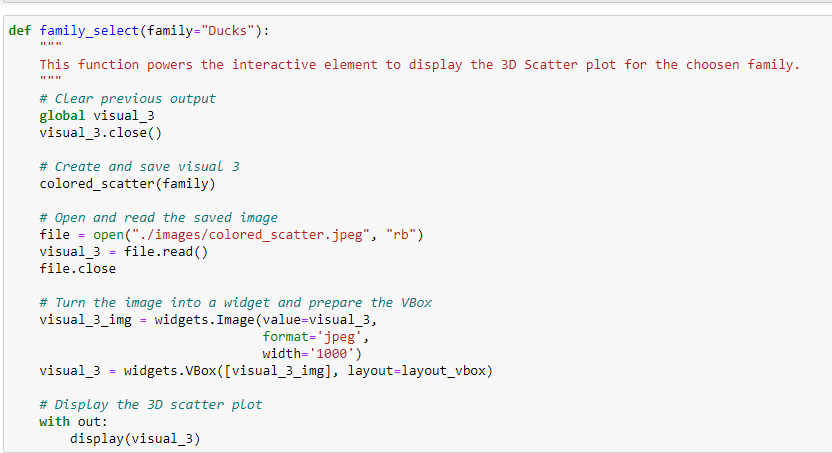 def family_select(family="Ducks"):
    """
    This function powers the interactive element to display the 3D Scatter plot for the choosen family.
    """
    # Clear previous output
    global visual_3
    visual_3.close()

    # Create and save visual 3
    colored_scatter(family)

    # Open and read the saved image
    file = open("./images/colored_scatter.jpeg", "rb")
    visual_3 = file.read()
    file.close

    # Turn the image into a widget and prepare the VBox
    visual_3_img = widgets.Image(value=visual_3,
                                 format='jpeg',
                                 width='1000')
    visual_3 = widgets.VBox([visual_3_img], layout=layout_vbox)

    # Display the 3D scatter plot
    with out:
        display(visual_3)